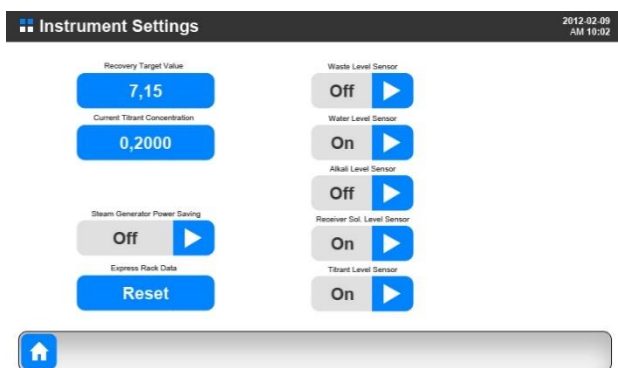 Instrument Settings
2012-02-09
AM 10:02
Recovery Target Value
7,15
Current Titrant Concentration
0,2000
Steam Generator Power Saving
Off
Express Rack Data
Reset
Waste Level Sensor
Off
Water Level Sensor
On
Alkali Level Sensor
Off
Receiver Sol. Level Sensor
On
Titrant Level Sensor
On